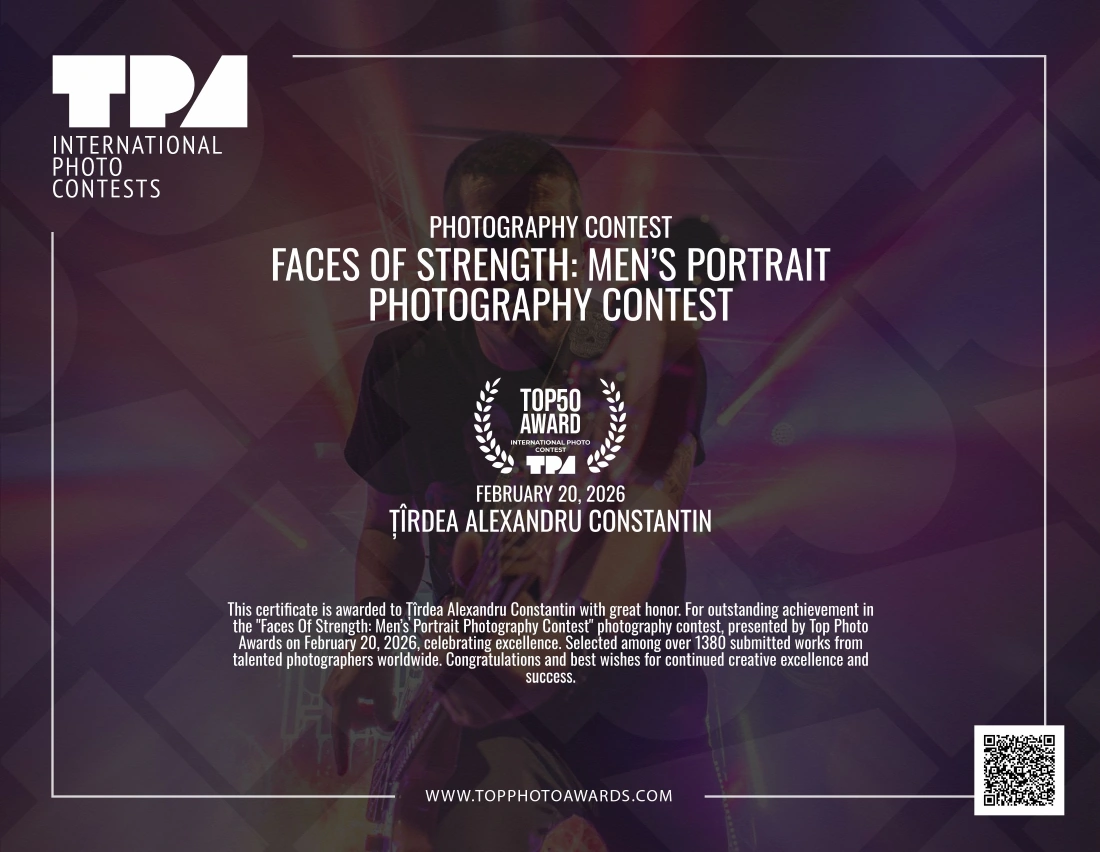 TPA
INTERNATIONAL
PHOTO
CONTESTS
PHOTOGRAPHY CONTEST
FACES OF STRENGTH: MEN’S PORTRAIT
PHOTOGRAPHY CONTEST
TOP50
AWARD
INTERNATIONAL PHOTO
CONTEST
TPA
FEBRUARY 20, 2026
ȚÎRDEA ALEXANDRU CONSTANTIN
This certificate is awarded to Țîrdea Alexandru Constantin with great honor. For outstanding achievement in
the "Faces Of Strength: Men’s Portrait Photography Contest" photography contest, presented by Top Photo
Awards on February 20, 2026, celebrating excellence. Selected among over 1380 submitted works from
talented photographers worldwide. Congratulations and best wishes for continued creative excellence and
success.
WWW.TOPPHOTOAWARDS.COM